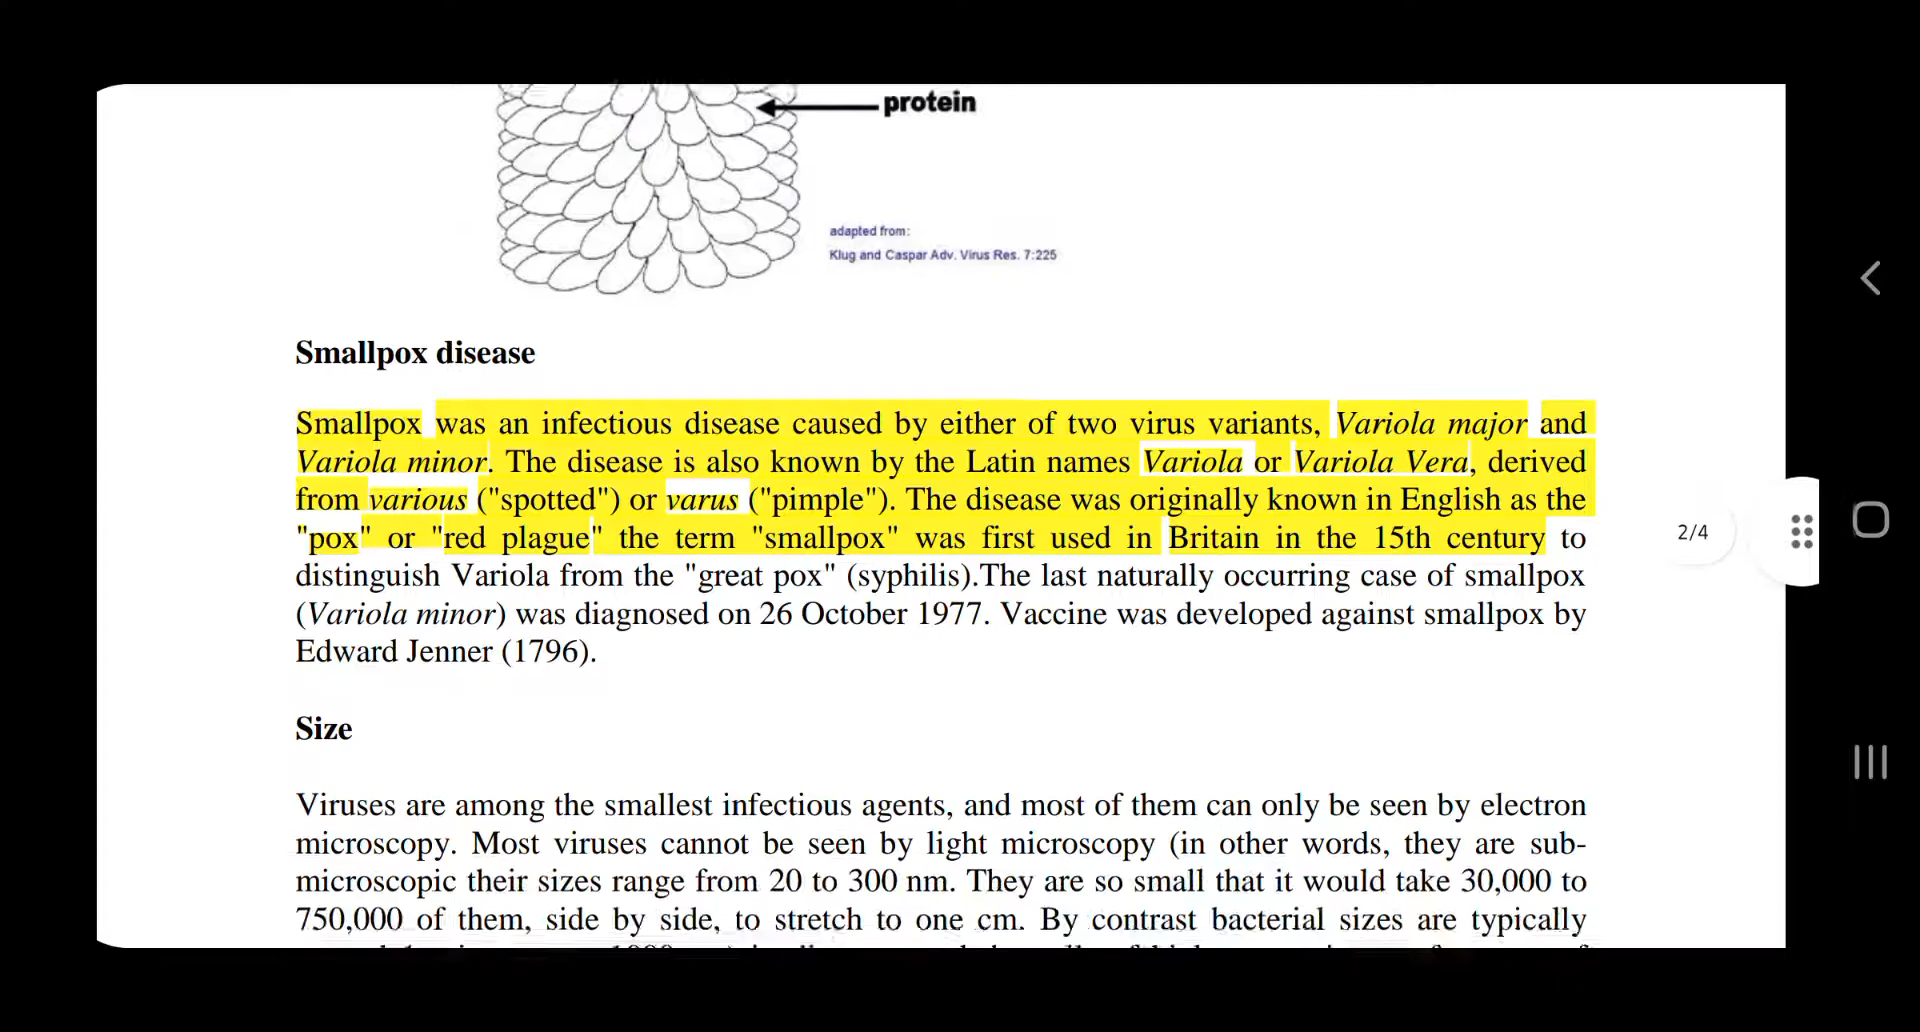 protein
adapted from:
Klug and Caspar Adv. Virus Res. 7:225
Smallpox disease
Smallpox was an infectious disease caused by either of two virus variants, Variola major and
Variola minor. The disease is also known by the Latin names Variola or Variola Vera, derived
from various ("spotted") or varus ("pimple"). The disease was originally known in English as the
"pox" or "red plague" the term "smallpox" was first used in Britain in the 15th century to
distinguish Variola from the "great pox" (syphilis).The last naturally occurring case of smallpox
(Variola minor) was diagnosed on 26 October 1977. Vaccine was developed against smallpox by
Edward Jenner (1796).
2/4
Size
Viruses are among the smallest infectious agents, and most of them can only be seen by electron
microscopy. Most viruses cannot be seen by light microscopy (in other words, they are sub-
microscopic their sizes range from 20 to 300 nm. They are so small that it would take 30,000 to
750,000 of them, side by side, to stretch to one cm. By contrast bacterial sizes are typically